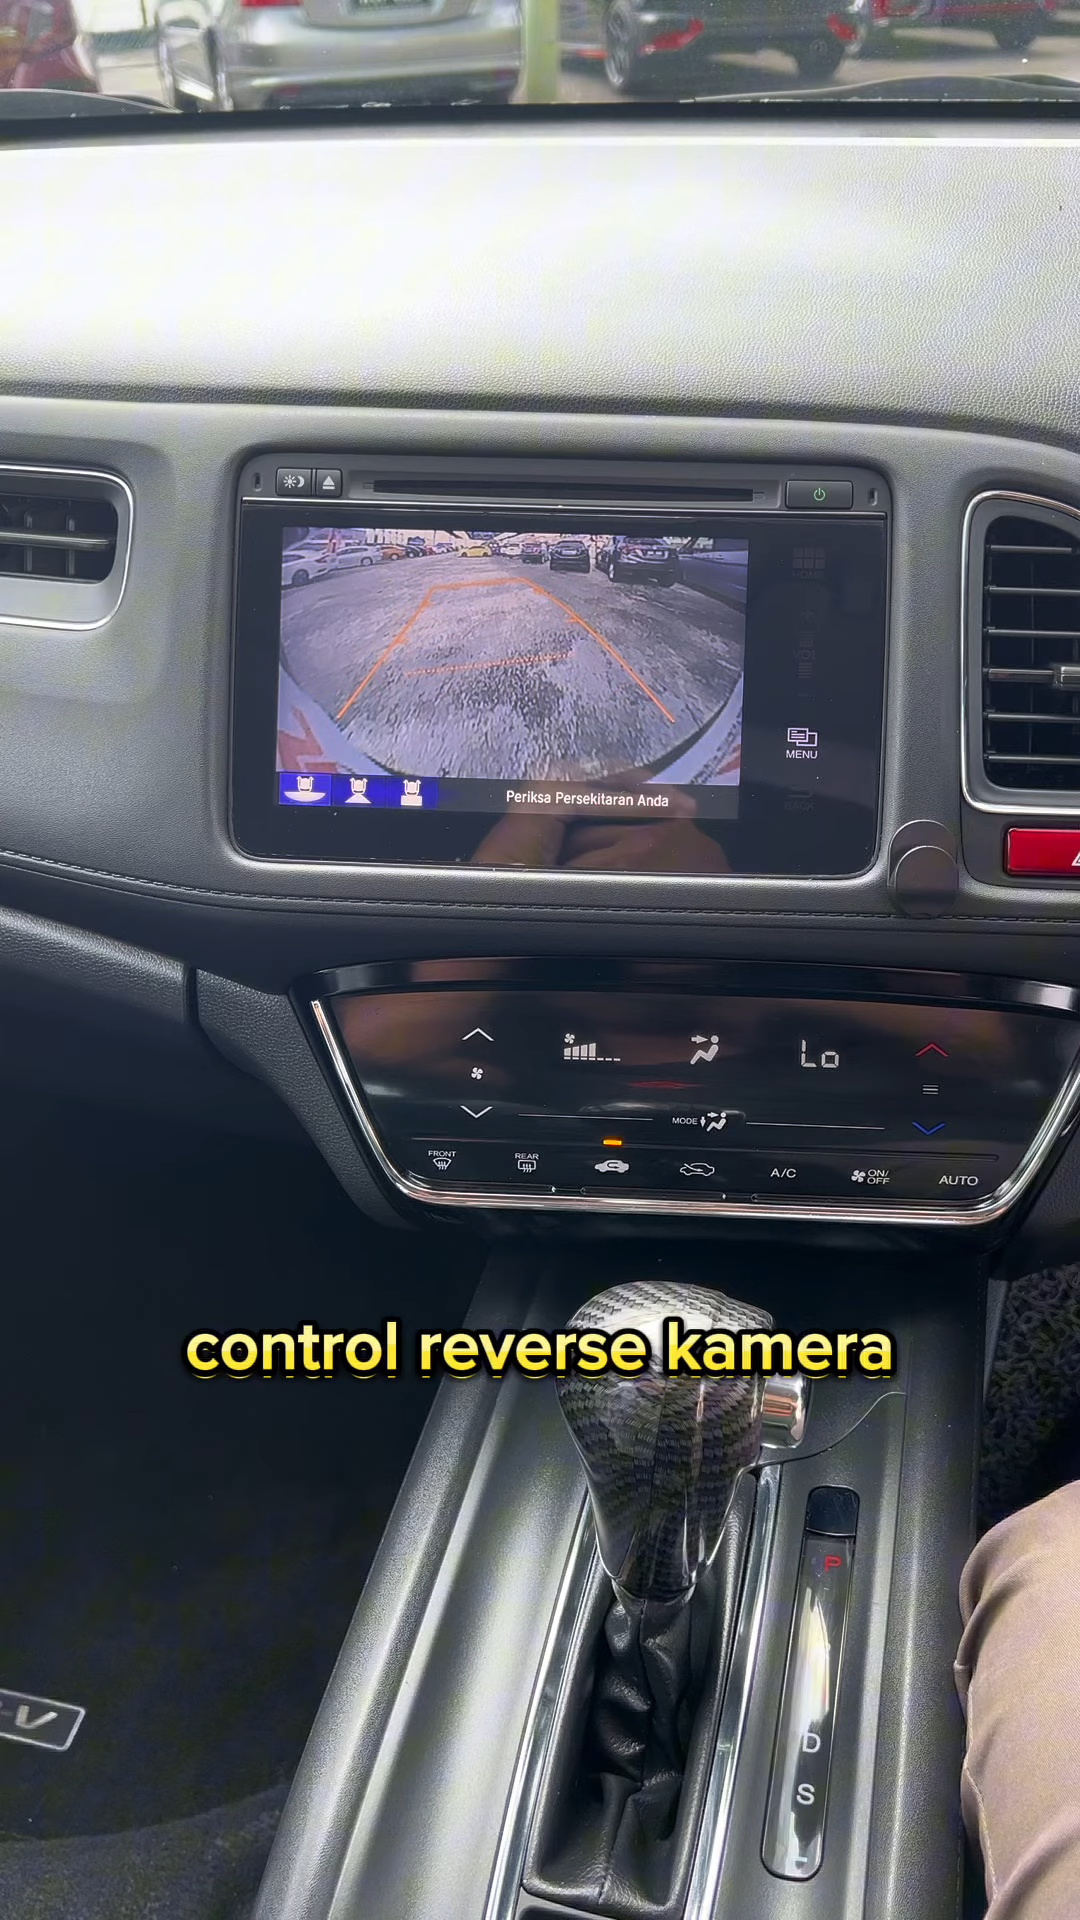 MENU
Periksa Persekitaran Anda
Lo
MODE
FRONT
REAR
A/C
ON/
OFF
AUTO
control reverse kamera
P
D
S
-V